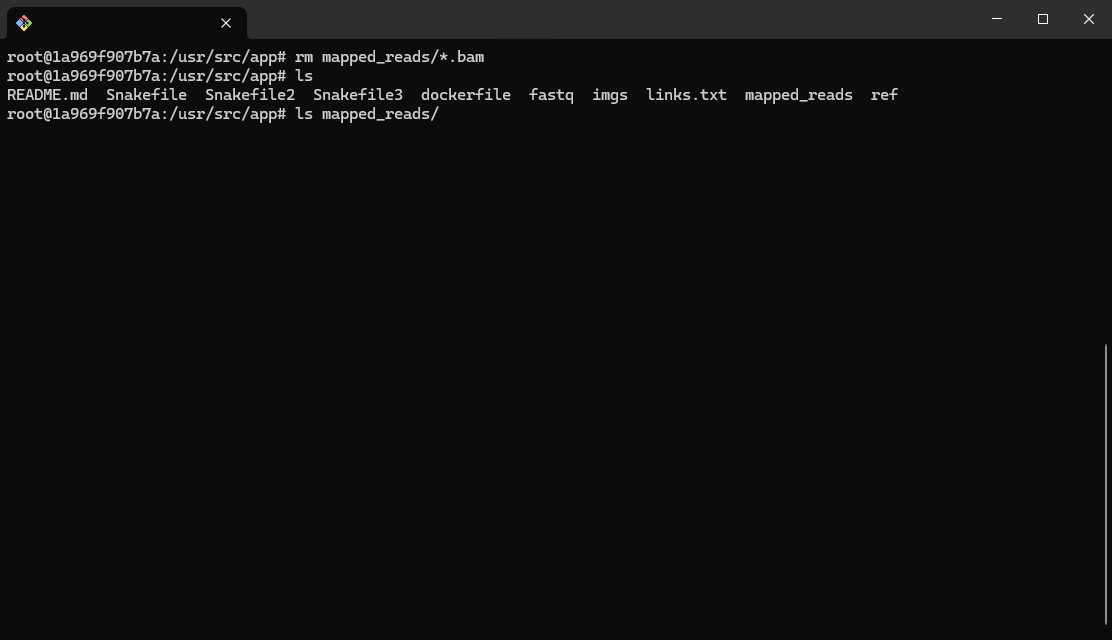 root@1a969f907b7a:/usr/src/app# rm mapped_reads/*.bam
root@1a969f907b7a:/usr/src/app# ls
README.md  Snakefile  Snakefile2  Snakefile3  dockerfile  fastq  imgs  links.txt  mapped_reads  ref
root@1a969f907b7a:/usr/src/app# ls mapped_reads/